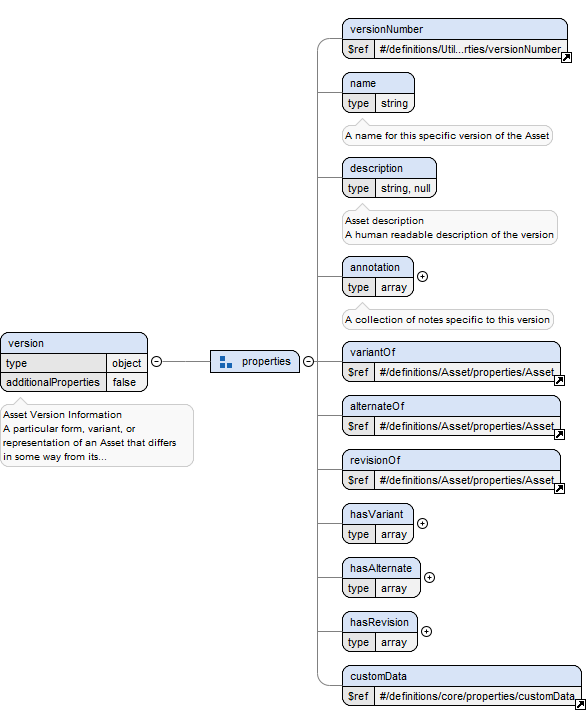 versionNumber
$ref #/definitions/Util...rties/versionNumber
name
type string
A name for this specific version of the Asset
description
type string, null
Asset description
A human readable description of the version
annotation
type array
A collection of notes specific to this version
version
type object
additionalProperties false
Asset Version Information
A particular form, variant, or
representation of an Asset that differs
in some way from its...
properties
variantOf
$ref #/definitions/Asset/properties/Asset
alternateOf
$ref #/definitions/Asset/properties/Asset
revisionOf
$ref #/definitions/Asset/properties/Asset
hasVariant
type array
hasAlternate
type array
hasRevision
type array
customData
$ref #/definitions/core/properties/customData